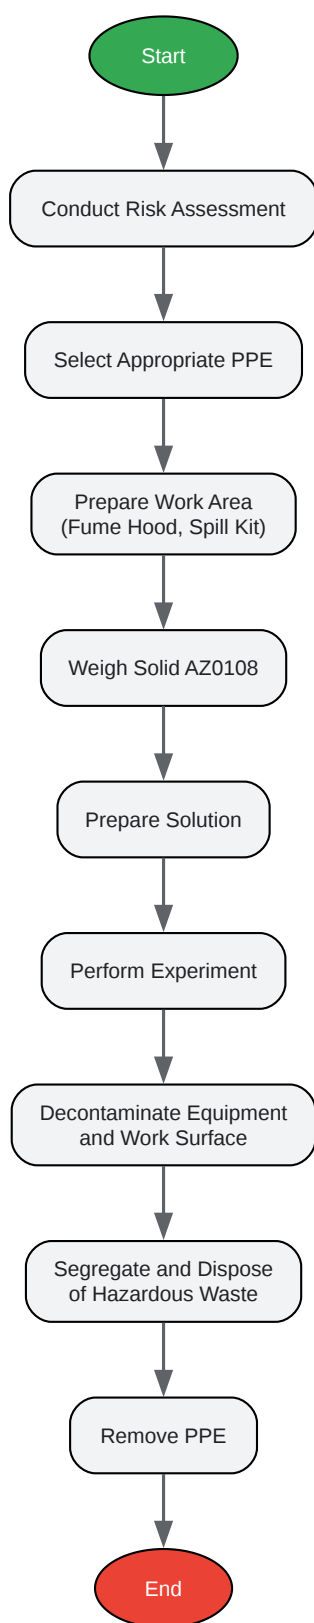 Start
Conduct Risk Assessment
Select Appropriate PPE
Prepare Work Area
(Fume Hood, Spill Kit)
Weigh Solid AZ0108
Prepare Solution
Perform Experiment
Decontaminate Equipment
and Work Surface
Segregate and Dispose
of Hazardous Waste
Remove PPE
End